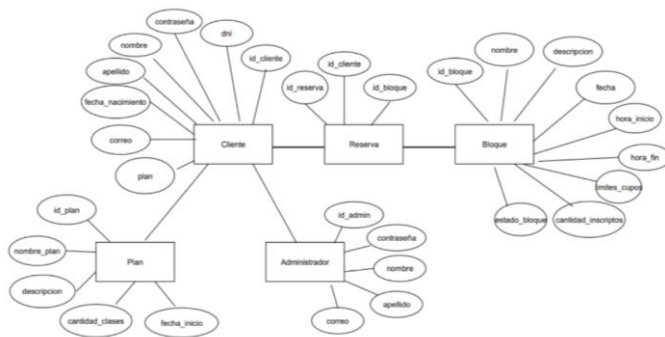 contraseña
dni
nombre
id_cliente
apellido
fecha_nacimiento
correo
plan
Cliente
id_cliente
id_reserva
id_bloque
Reserva
nombre
descripcion
id_bloque
fecha
hora_inicio
hora_fin
limites_cupos
cantidad_inscriptos
estado_bloque
Bloque
id_plan
nombre_plan
descripcion
cantidad_clases
fecha_inicio
Plan
id_admin
contraseña
nombre
apellido
correo
Administrador